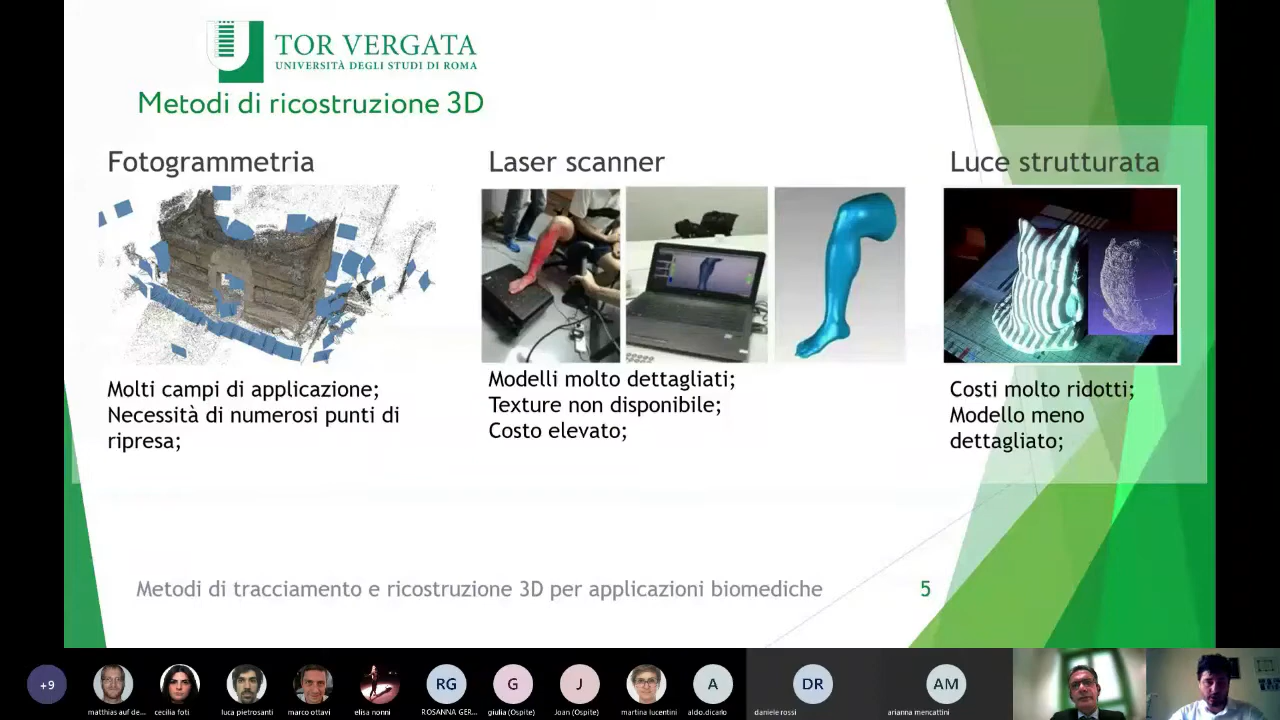 TOR VERGATA
UNIVERSITÀ DEGLI STUDI DI ROMA
Metodi di ricostruzione 3D
Fotogrammetria
Molti campi di applicazione;
Necessità di numerosi punti di
ripresa;
Laser scanner
Modelli molto dettagliati;
Texture non disponibile;
Costo elevato;
Luce strutturata
Costi molto ridotti;
Modello meno
dettagliato;
Metodi di tracciamento e ricostruzione 3D per applicazioni biomediche
5
+9
RG
G
J
A
DR
AM
matthias auf de...
cecilia foti
luca pietrosanti
marco ottavi
elisa nonni
ROSANNA GER...
giulia (Ospite)
Joan (Ospite)
martina lucentini
aldo.dicarlo
daniele rossi
arianna mencattini